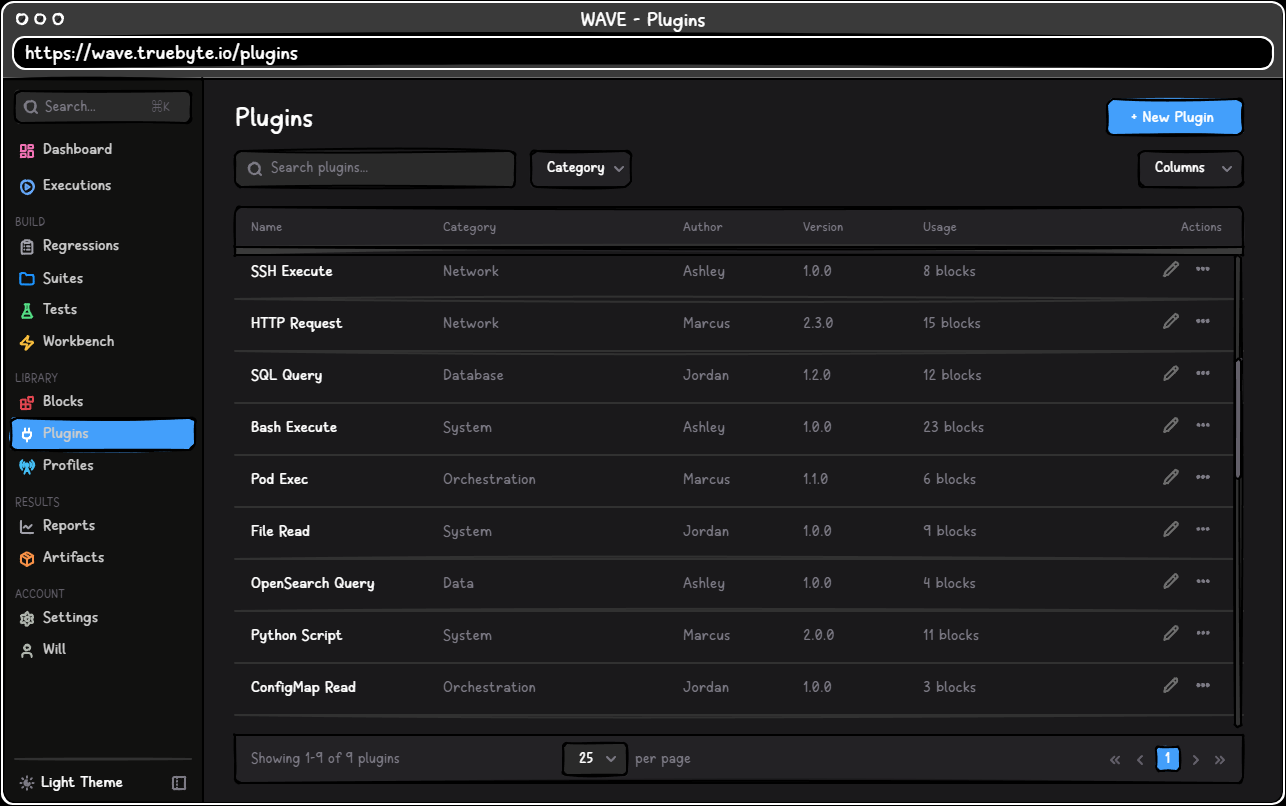 WAVE - Plugins
https://wave.truebyte.io/plugins
Search... ⌘K
Dashboard
Executions
BUILD
Regressions
Suites
Tests
Workbench
LIBRARY
Blocks
Plugins
Profiles
RESULTS
Reports
Artifacts
ACCOUNT
Settings
Will
Light Theme
Plugins
+ New Plugin
Search plugins...
Category
Columns
Name Category Author Version Usage Actions
SSH Execute Network Ashley 1.0.0 8 blocks
HTTP Request Network Marcus 2.3.0 15 blocks
SQL Query Database Jordan 1.2.0 12 blocks
Bash Execute System Ashley 1.0.0 23 blocks
Pod Exec Orchestration Marcus 1.1.0 6 blocks
File Read System Jordan 1.0.0 9 blocks
OpenSearch Query Data Ashley 1.0.0 4 blocks
Python Script System Marcus 2.0.0 11 blocks
ConfigMap Read Orchestration Jordan 1.0.0 3 blocks
Showing 1-9 of 9 plugins 25 per page « ‹ 1 › »